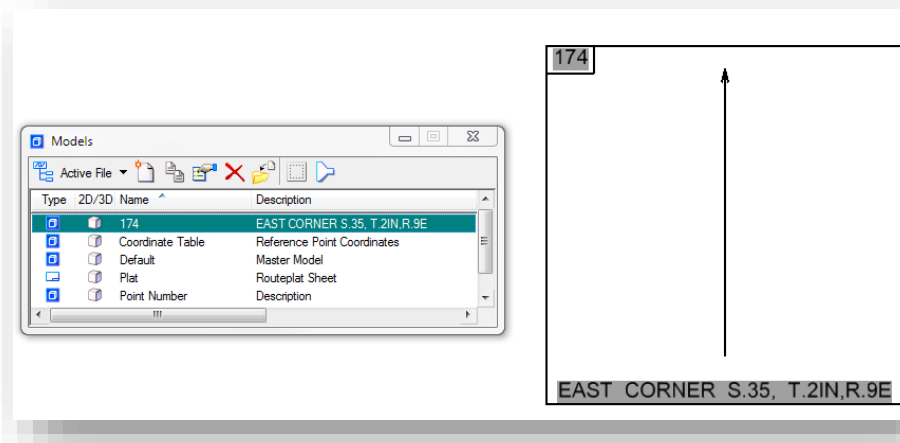 Models
Active File
Type 2D/3D Name Description
174 EAST CORNER S.35, T.2IN,R.9E
Coordinate Table Reference Point Coordinates
Default Master Model
Plat Routeplat Sheet
Point Number Description
174
EAST CORNER S.35, T.2IN,R.9E